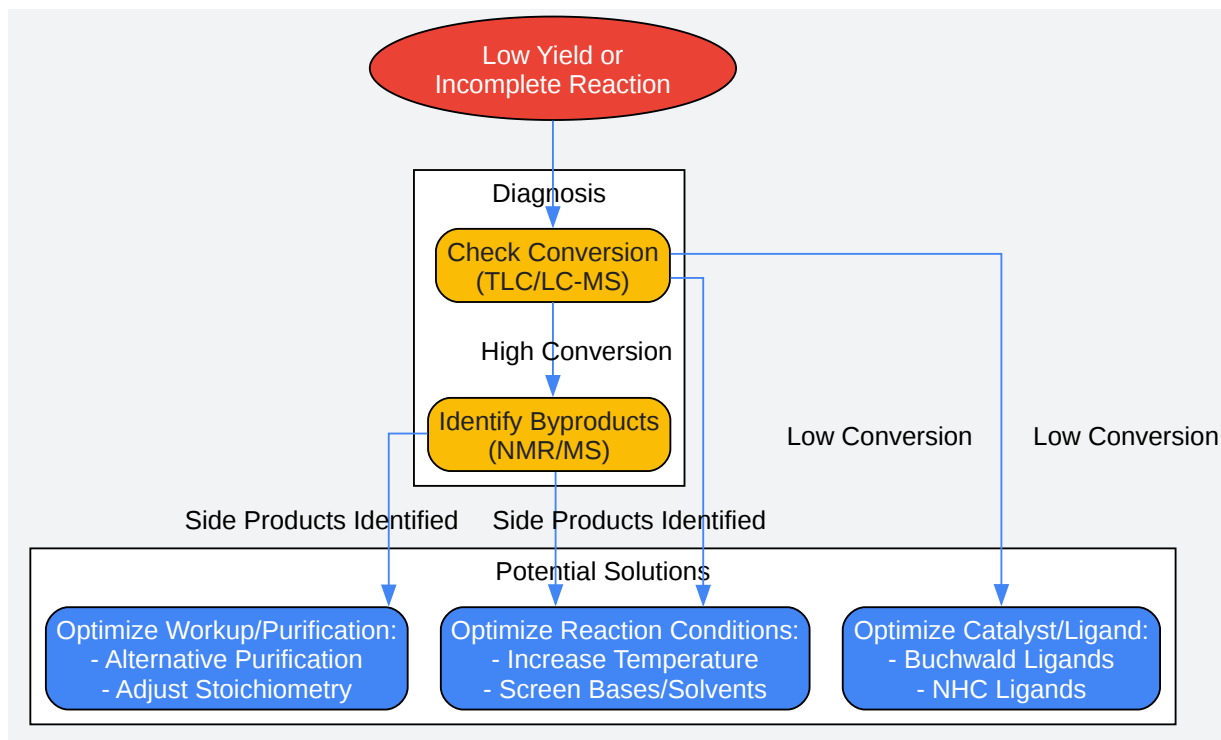 Low Yield or
Incomplete Reaction
Diagnosis
Check Conversion
(TLC/LC-MS)
High Conversion
Identify Byproducts
(NMR/MS)
Low Conversion
Low Conversion
Side Products Identified
Side Products Identified
Potential Solutions
Optimize Workup/Purification:
- Alternative Purification
- Adjust Stoichiometry
Optimize Reaction Conditions:
- Increase Temperature
- Screen Bases/Solvents
Optimize Catalyst/Ligand:
- Buchwald Ligands
- NHC Ligands